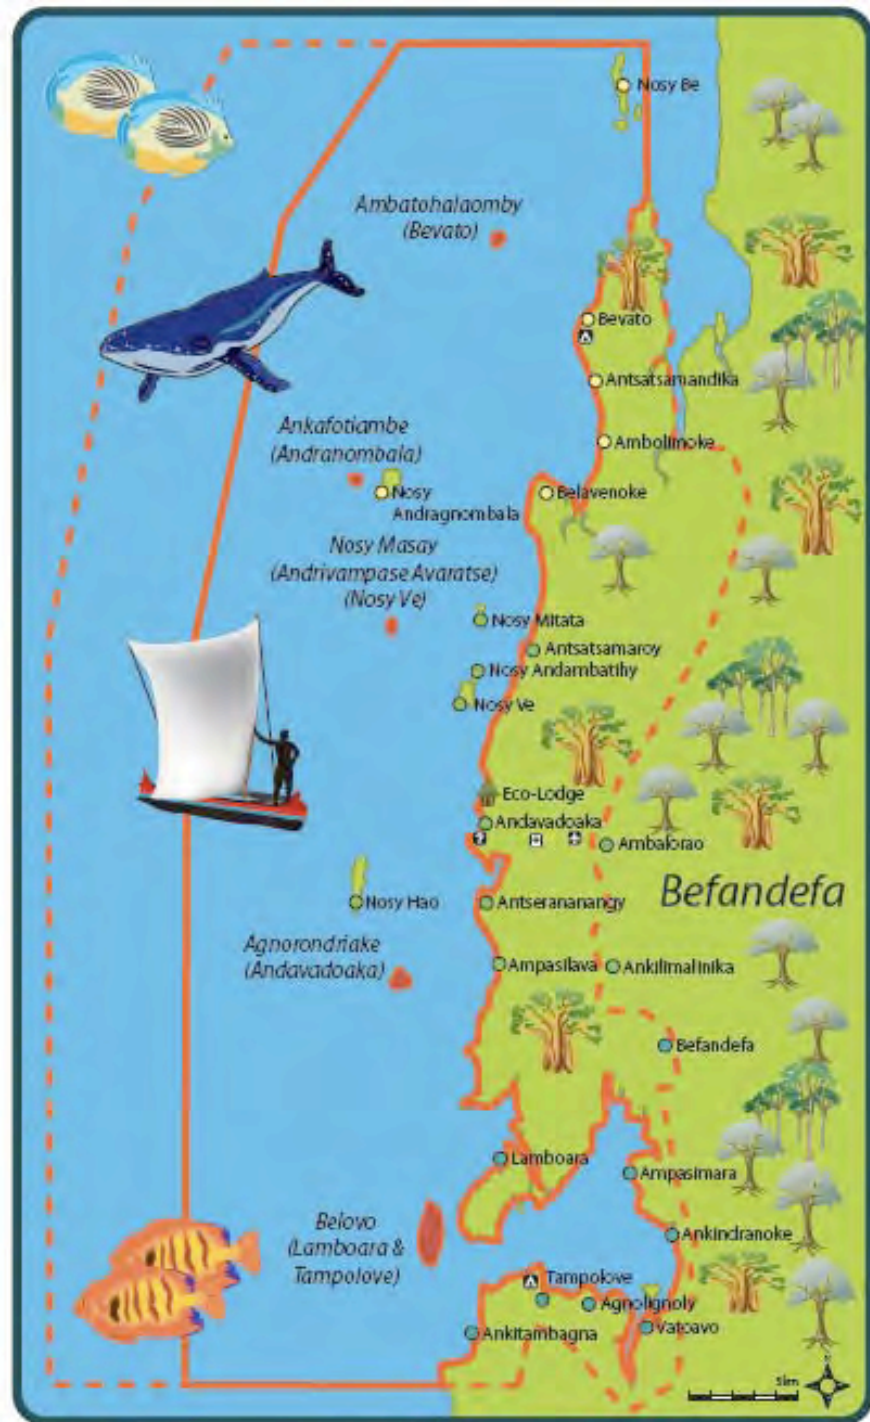 Nosy Be
Ambatohalaomby
(Bevato)
Bevato
Antsatsamandika
Ankafotiambe
(Andranombala)
Ambolimoke
Nosy
Andragnombala
Belavenoke
Nosy Masay
(Andrivampase Avaratse)
(Nosy Ve)
Nosy Mitata
Antsatsamaroy
Nosy Andambatihy
Nosy Ve
Eco-Lodge
Andavadoaka
Ambalorao
Befandefa
Nosy Hao
Antserananangy
Agnorondriake
(Andavadoaka)
Ampasilava
Ankilimalinika
Befandefa
Lamboara
Ampasimara
Belovo
(Lamboara &
Tampolove)
Ankindranoke
Tampolove
Agnolignoly
Ankitambagna
Vatoavo
5km
N